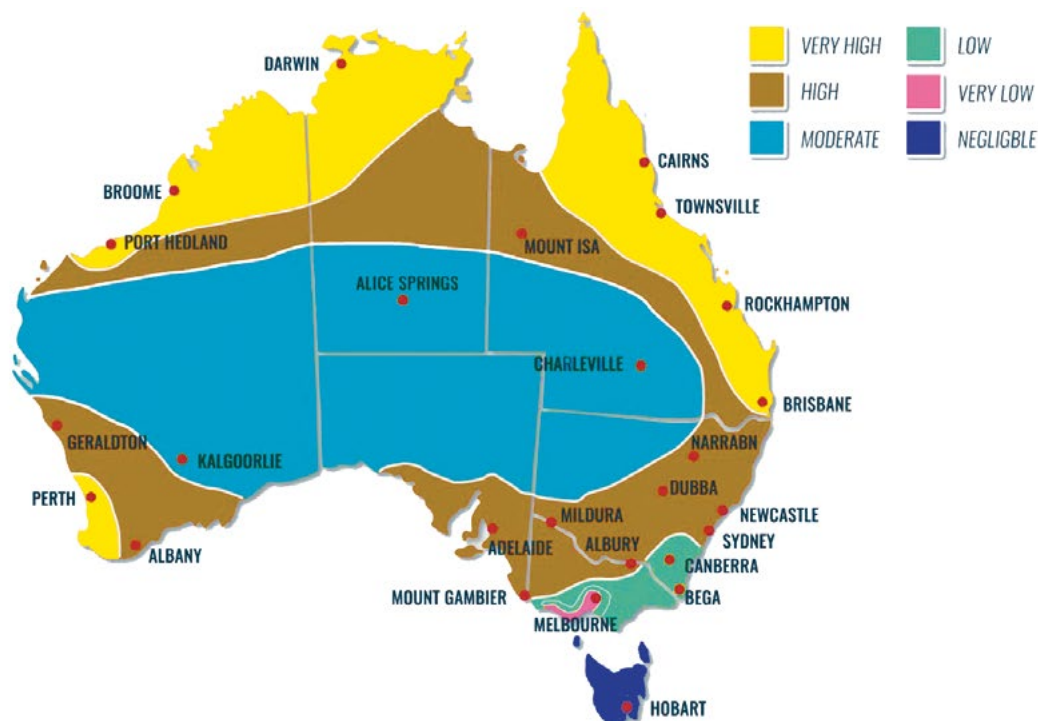 VERY HIGH
LOW
HIGH
VERY LOW
MODERATE
NEGLIGBLE
DARWIN
CAIRNS
BROOME
TOWNSVILLE
PORT HEDLAND
MOUNT ISA
ALICE SPRINGS
ROCKHAMPTON
CHARLEVILLE
BRISBANE
GERALDTON
NARRABN
KALGOORLIE
DUBBA
PERTH
NEWCASTLE
MILDURA
SYDNEY
ALBANY
ADELAIDE
ALBURY
CANBERRA
MOUNT GAMBIER
BEGA
MELBOURNE
HOBART